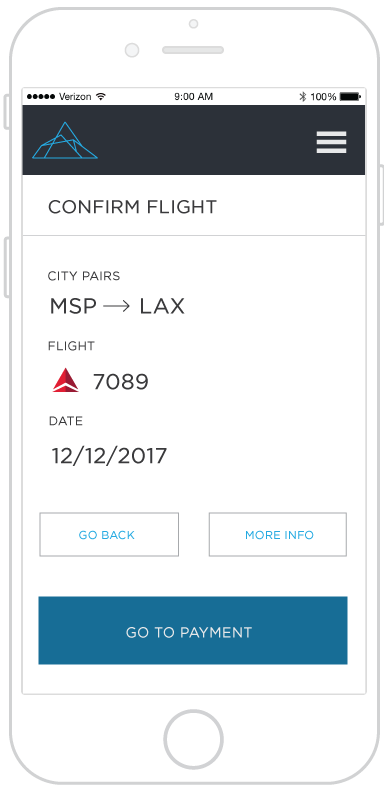 Verizon 9:00 AM 100%
CONFIRM FLIGHT
CITY PAIRS
MSP → LAX
FLIGHT
7089
DATE
12/12/2017
GO BACK MORE INFO
GO TO PAYMENT